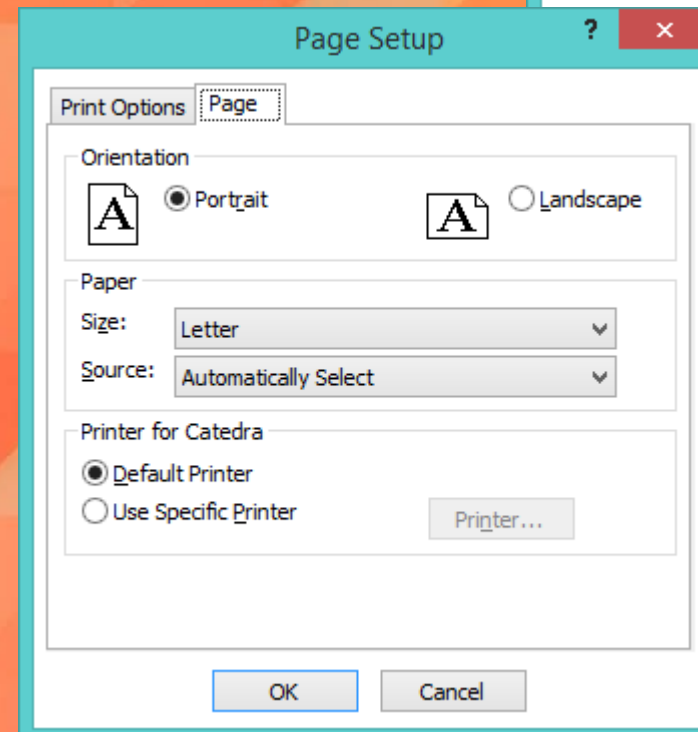 Page Setup ?
Print Options Page
Orientation
A Portrait A Landscape
Paper
Size: Letter
Source: Automatically Select
Printer for Catedra
Default Printer
Use Specific Printer Printer...
OK Cancel